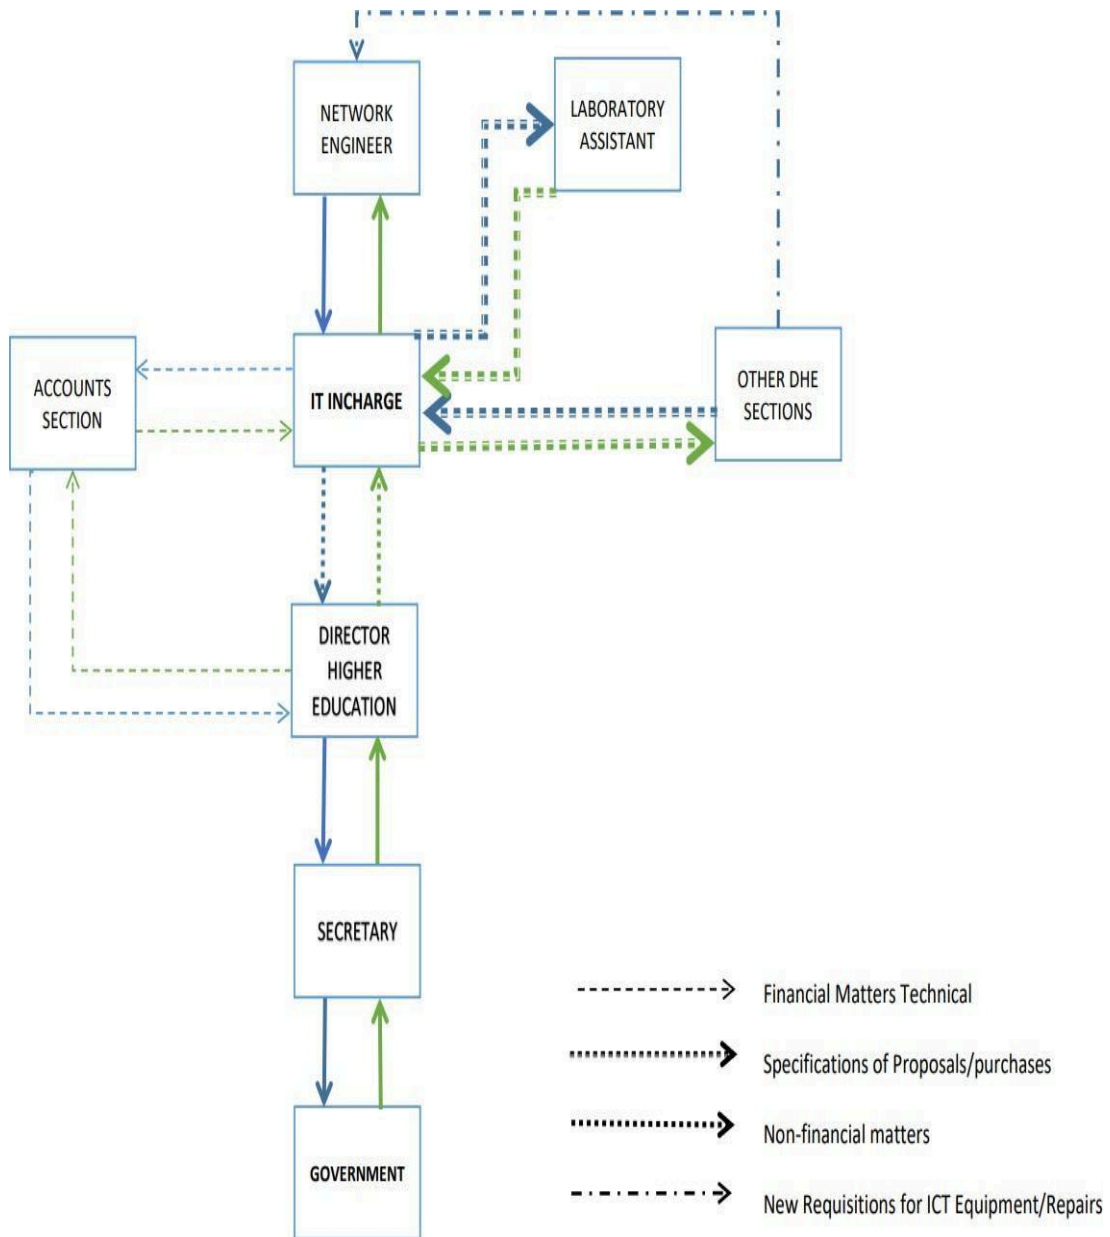 NETWORK
ENGINEER
LABORATORY
ASSISTANT
ACCOUNTS
SECTION
IT INCHARGE
OTHER DHE
SECTIONS
DIRECTOR
HIGHER
EDUCATION
SECRETARY
GOVERNMENT
Financial Matters Technical
Specifications of Proposals/purchases
Non-financial matters
New Requisitions for ICT Equipment/Repairs